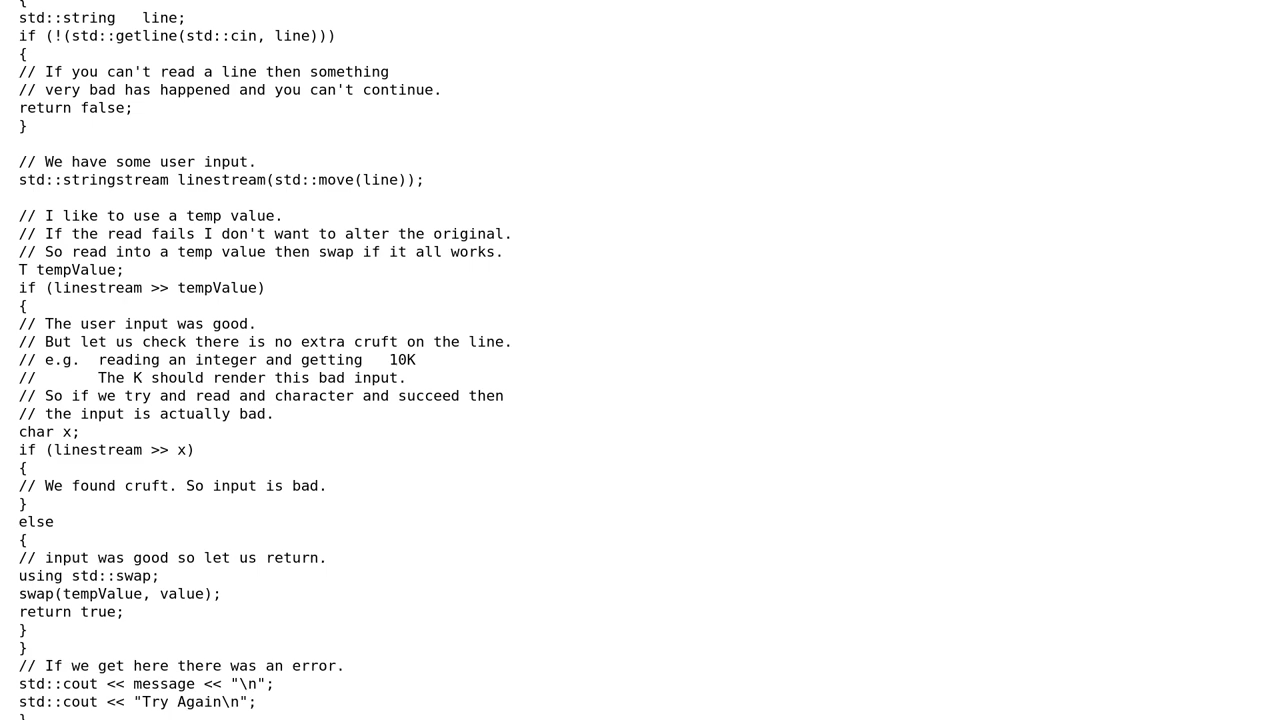 {
std::string   line;
if (!(std::getline(std::cin, line)))
{
// If you can't read a line then something
// very bad has happened and you can't continue.
return false;
}

// We have some user input.
std::stringstream linestream(std::move(line));

// I like to use a temp value.
// If the read fails I don't want to alter the original.
// So read into a temp value then swap if it all works.
T tempValue;
if (linestream >> tempValue)
{
// The user input was good.
// But let us check there is no extra cruft on the line.
// e.g.  reading an integer and getting   10K
//       The K should render this bad input.
// So if we try and read and character and succeed then
// the input is actually bad.
char x;
if (linestream >> x)
{
// We found cruft. So input is bad.
}
else
{
// input was good so let us return.
using std::swap;
swap(tempValue, value);
return true;
}
}
// If we get here there was an error.
std::cout << message << "\n";
std::cout << "Try Again\n";
}